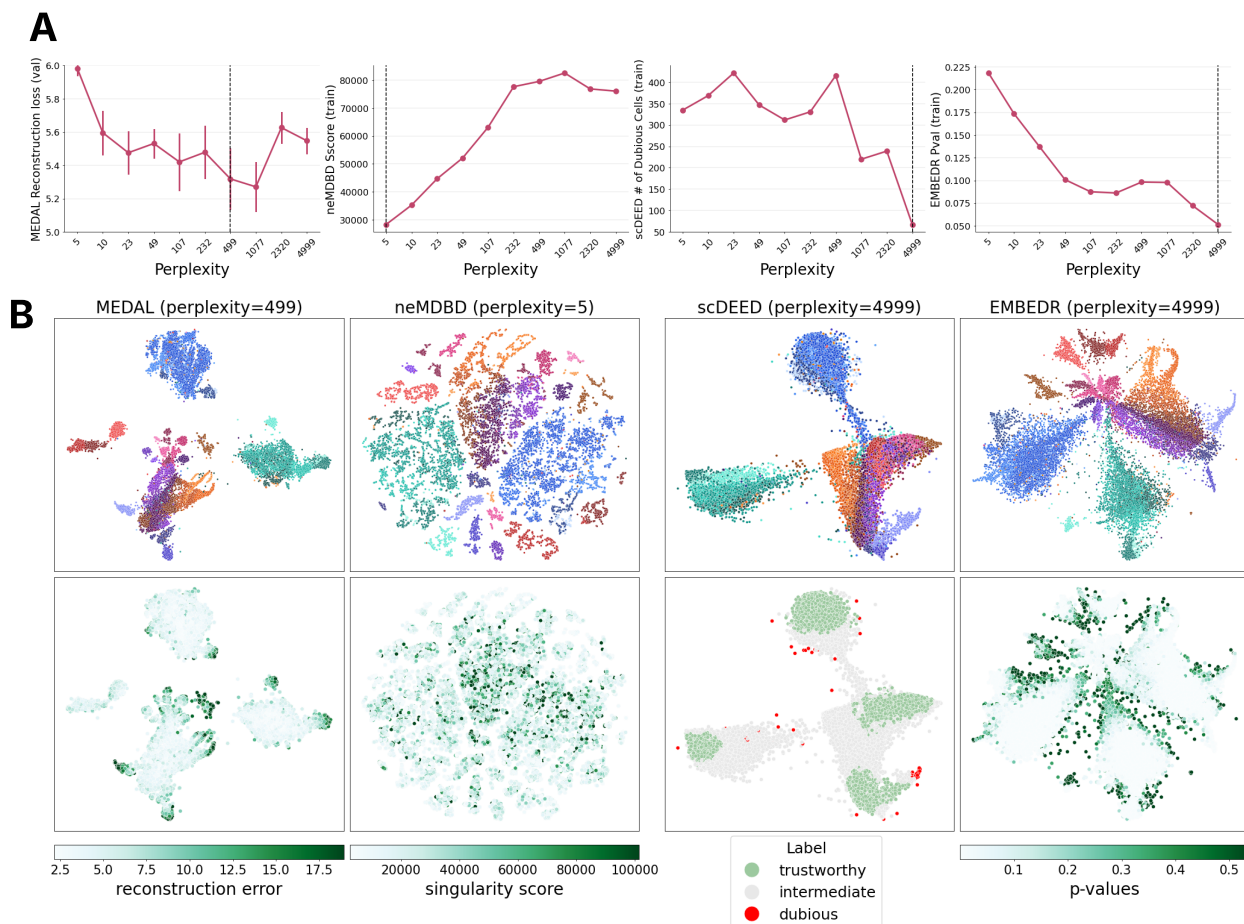 A
MEDAL Reconstruction loss (val)
6.0
5.8
5.6
5.4
5.2
5.0
5
10
23
49
107
232
499
1077
2320
4999
Perplexity
neMDBD Sscore (train)
80000
70000
60000
50000
40000
30000
5
10
23
49
107
232
499
1077
2320
4999
Perplexity
scDEED # of Dubious Cells (train)
400
350
300
250
200
150
100
50
5
10
23
49
107
232
499
1077
2320
4999
Perplexity
EMBEDR Pval (train)
0.225
0.200
0.175
0.150
0.125
0.100
0.075
0.050
5
10
23
49
107
232
499
1077
2320
4999
Perplexity
B
MEDAL (perplexity=499)
neMDBD (perplexity=5)
scDEED (perplexity=4999)
EMBEDR (perplexity=4999)
2.5 5.0 7.5 10.0 12.5 15.0 17.5
reconstruction error
20000 40000 60000 80000 100000
singularity score
Label
trustworthy
intermediate
dubious
0.1 0.2 0.3 0.4 0.5
p-values